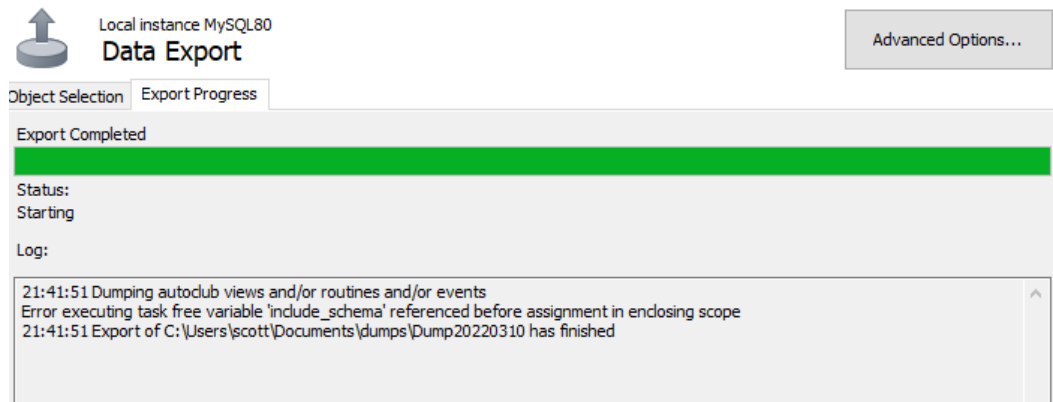 Local instance MySQL80
Data Export
Advanced Options...
Object Selection
Export Progress
Export Completed
Status:
Starting
Log:
21:41:51 Dumping autoclub views and/or routines and/or events
Error executing task free variable 'include_schema' referenced before assignment in enclosing scope
21:41:51 Export of C:\Users\scott\Documents\dumps\Dump20220310 has finished